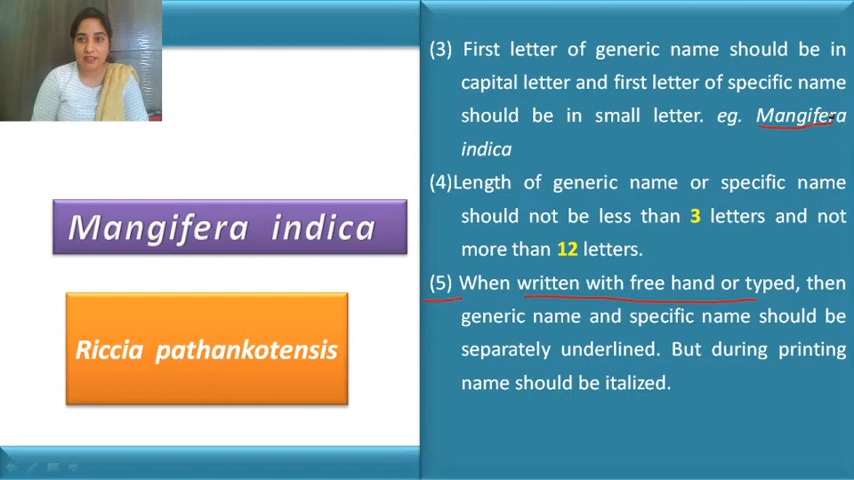 Mangifera indica
Riccia pathankotensis
(3) First letter of generic name should be in
capital letter and first letter of specific name
should be in small letter. eg. Mangifera
indica
(4)Length of generic name or specific name
should not be less than 3 letters and not
more than 12 letters.
(5) When written with free hand or typed, then
generic name and specific name should be
separately underlined. But during printing
name should be italized.